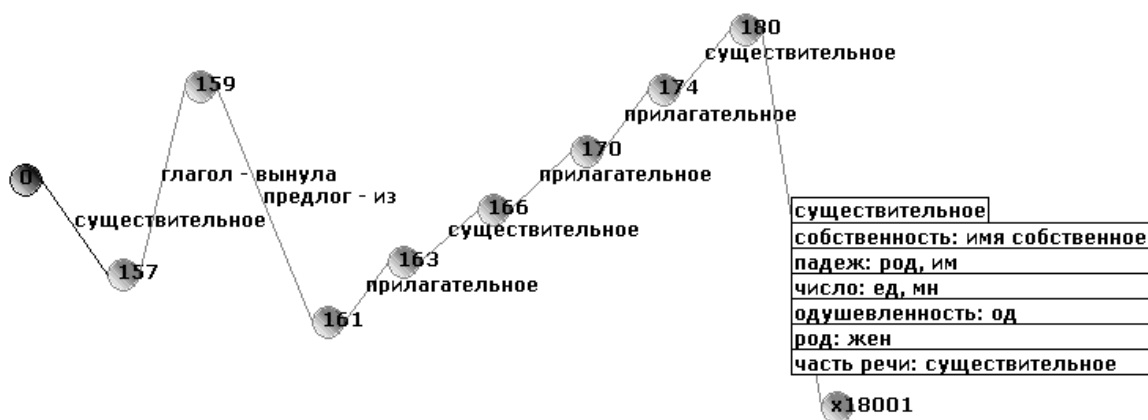 180
существительное
159
174
прилагательное
170
прилагательное
0
глагол - вынула
предлог - из
166
существительное
существительное
существительное
собственность: имя собственное
163
157
падеж: род, им
прилагательное
число: ед, мн
161
одушевленность: од
род: жен
часть речи: существительное
x18001